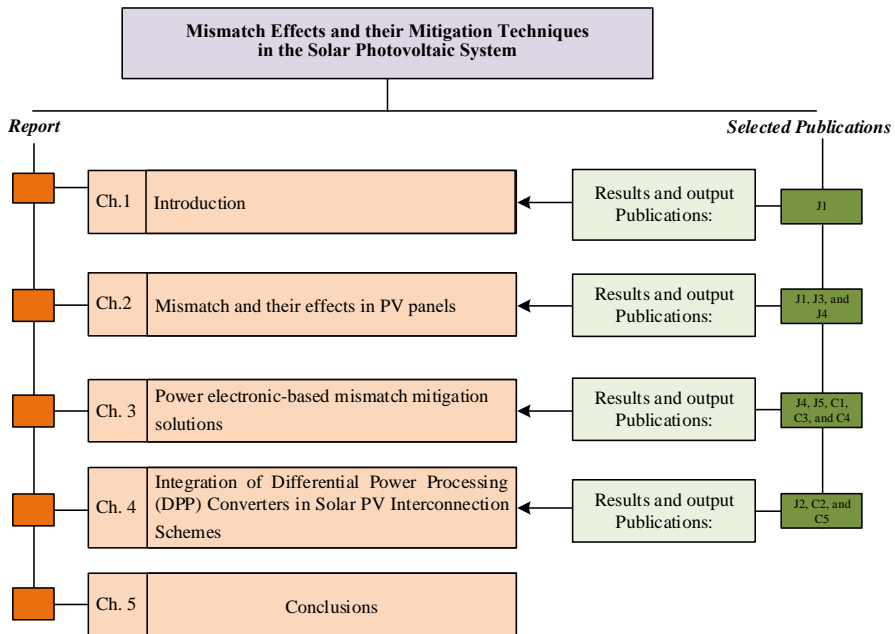 Mismatch Effects and their Mitigation Techniques
in the Solar Photovoltaic System
Report
Selected Publications
Ch.1
Introduction
Results and output
Publications:
J1
Ch.2
Mismatch and their effects in PV panels
Results and output
Publications:
J1, J3, and
J4
Ch. 3
Power electronic-based mismatch mitigation
solutions
Results and output
Publications:
J4, J5, C1,
C3, and C4
Ch. 4
Integration of Differential Power Processing
(DPP) Converters in Solar PV Interconnection
Schemes
Results and output
Publications:
J2, C2, and
C5
Ch. 5
Conclusions